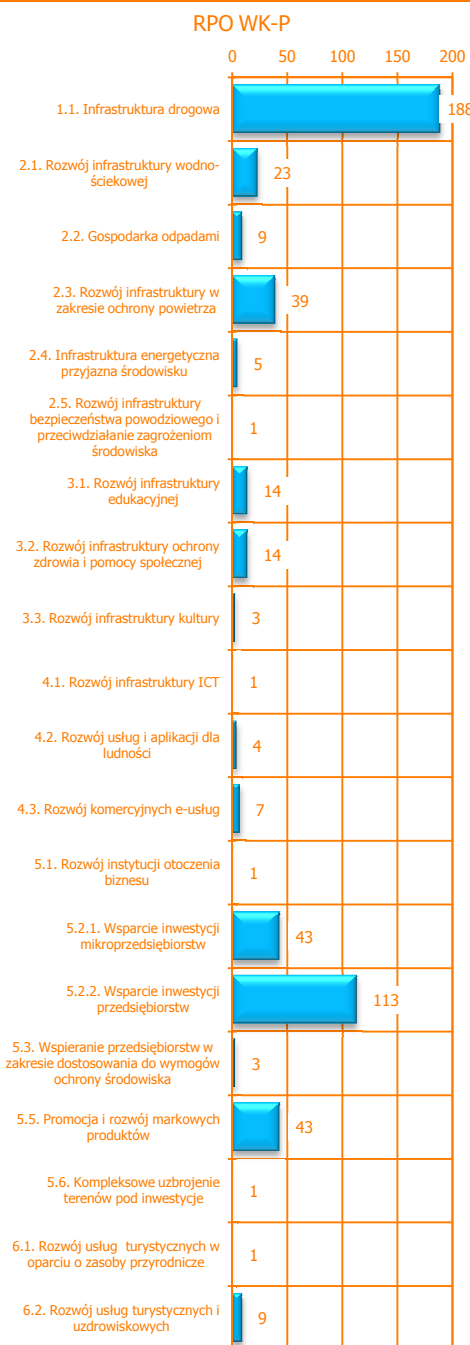 RPO WK-P
0 50 100 150 200
1.1. Infrastruktura drogowa 188
2.1. Rozwój infrastruktury wodno-
ściekowej 23
2.2. Gospodarka odpadami 9
2.3. Rozwój infrastruktury w
zakresie ochrony powietrza 39
2.4. Infrastruktura energetyczna
przyjazna środowisku 5
2.5. Rozwój infrastruktury
bezpieczeństwa powodziowego i
przeciwdziałanie zagrożeniom
środowiska 1
3.1. Rozwój infrastruktury
edukacyjnej 14
3.2. Rozwój infrastruktury ochrony
zdrowia i pomocy społecznej 14
3.3. Rozwój infrastruktury kultury 3
4.1. Rozwój infrastruktury ICT 1
4.2. Rozwój usług i aplikacji dla
ludności 4
4.3. Rozwój komercyjnych e-usług 7
5.1. Rozwój instytucji otoczenia
biznesu 1
5.2.1. Wsparcie inwestycji
mikroprzedsiębiorstw 43
5.2.2. Wsparcie inwestycji
przedsiębiorstw 113
5.3. Wspieranie przedsiębiorstw w
zakresie dostosowania do wymogów
ochrony środowiska 3
5.5. Promocja i rozwój markowych
produktów 43
5.6. Kompleksowe uzbrojenie
terenów pod inwestycje 1
6.1. Rozwój usług turystycznych w
oparciu o zasoby przyrodnicze 1
6.2. Rozwój usług turystycznych i
uzdrowiskowych 9